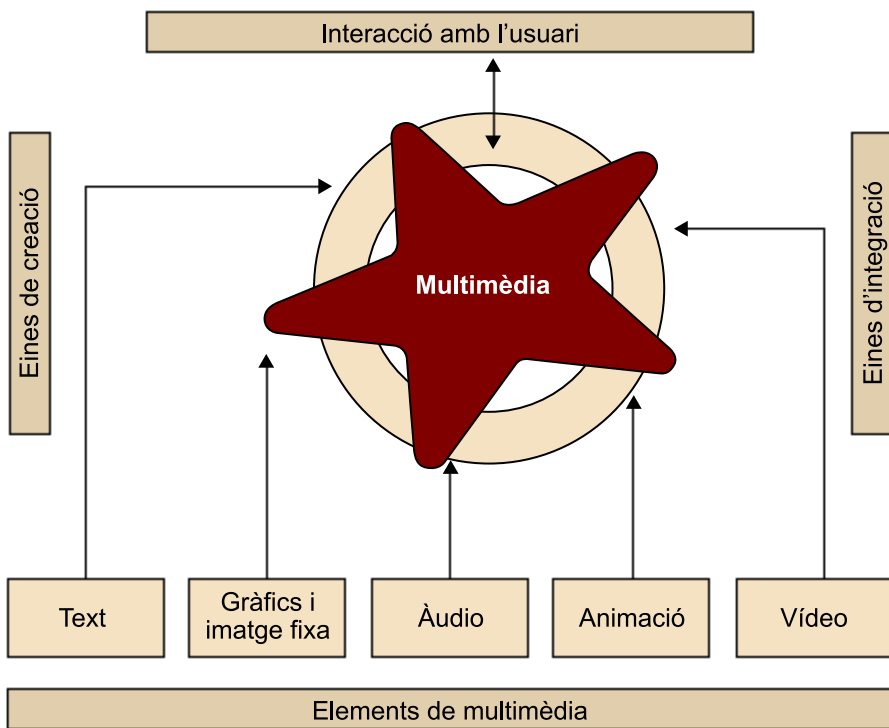 Interacció amb l'usuari
Eines de creació
Multimèdia
Eines d'integració
Text
Gràfics i
imatge fixa
Àudio
Animació
Vídeo
Elements de multimèdia